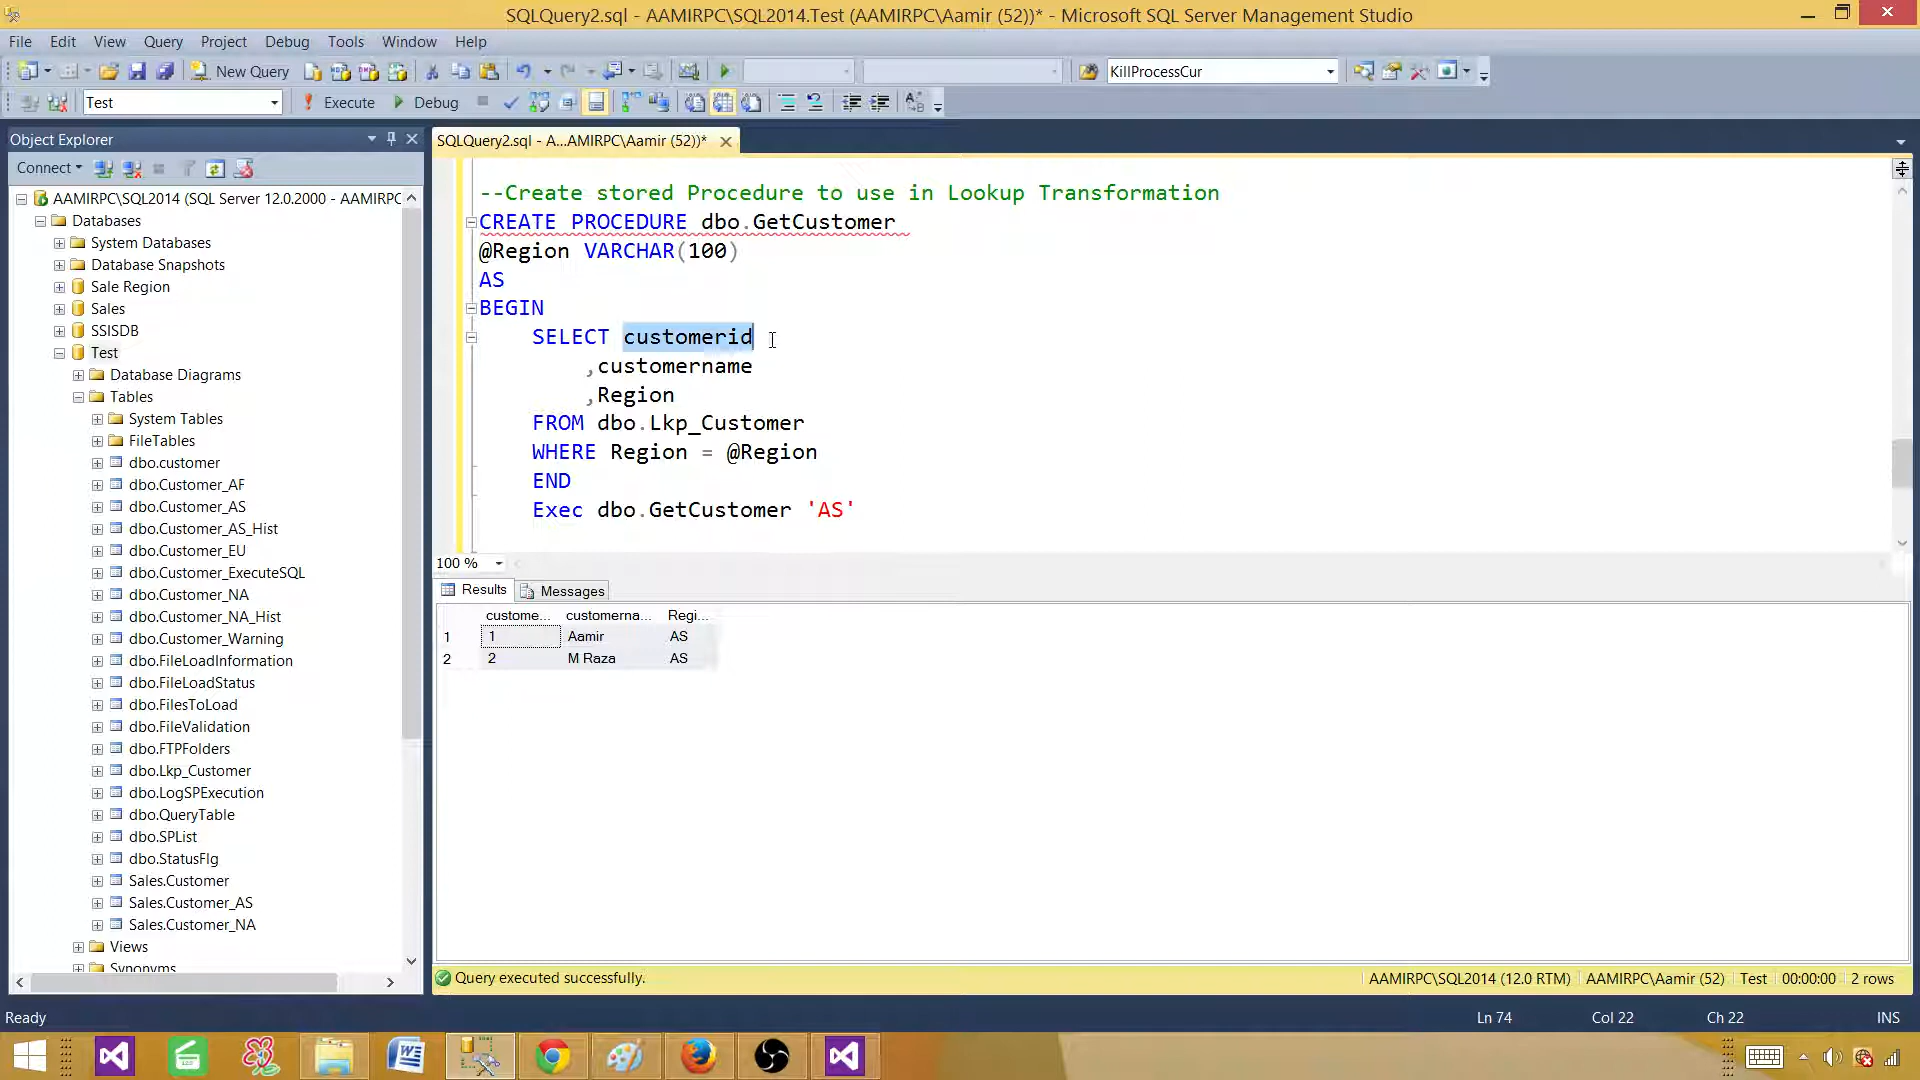 SQLQuery2.sql - AAMIRPC\SQL2014.Test (AAMIRPC\Aamir (52))* - Microsoft SQL Server Management Studio
File Edit View Query Project Debug Tools Window Help
New Query KillProcessCur
Test Execute Debug
Object Explorer
SQLQuery2.sql - A...AMIRPC\Aamir (52))*
Connect
AAMIRPC\SQL2014 (SQL Server 12.0.2000 - AAMIRPC
Databases
System Databases
Database Snapshots
Sale Region
Sales
SSISDB
Test
Database Diagrams
Tables
System Tables
FileTables
dbo.customer
dbo.Customer_AF
dbo.Customer_AS
dbo.Customer_AS_Hist
dbo.Customer_EU
dbo.Customer_ExecuteSQL
dbo.Customer_NA
dbo.Customer_NA_Hist
dbo.Customer_Warning
dbo.FileLoadInformation
dbo.FileLoadStatus
dbo.FilesToLoad
dbo.FileValidation
dbo.FTPFolders
dbo.Lkp_Customer
dbo.LogSPExecution
dbo.QueryTable
dbo.SPList
dbo.StatusFlg
Sales.Customer
Sales.Customer_AS
Sales.Customer_NA
Views
Synonyms
--Create stored Procedure to use in Lookup Transformation
CREATE PROCEDURE dbo.GetCustomer
@Region VARCHAR(100)
AS
BEGIN
SELECT customerid
,customername
,Region
FROM dbo.Lkp_Customer
WHERE Region = @Region
END
Exec dbo.GetCustomer 'AS'
100 %
Results Messages
custome... customerna... Regi...
1 1 Aamir AS
2 2 M Raza AS
Query executed successfully. AAMIRPC\SQL2014 (12.0 RTM) AAMIRPC\Aamir (52) Test 00:00:00 2 rows
Ready Ln 74 Col 22 Ch 22 INS